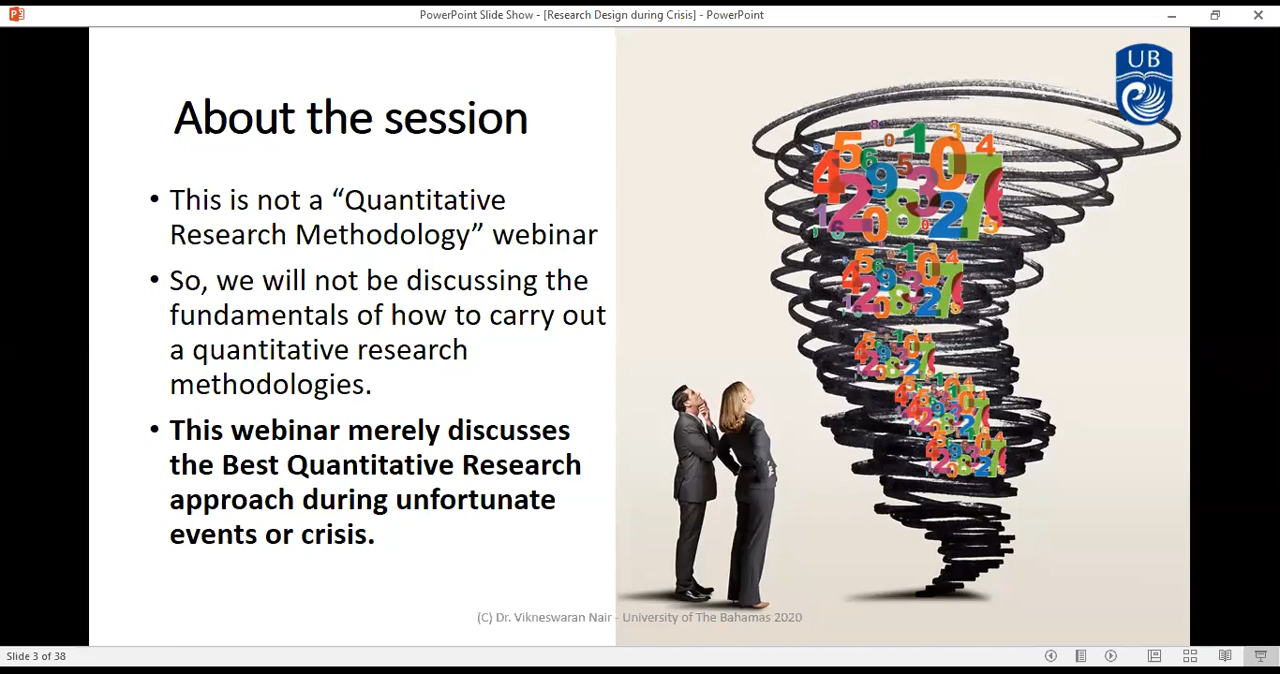 PowerPoint Slide Show - [Research Design during Crisis] - PowerPoint
About the session
• This is not a “Quantitative
Research Methodology” webinar
• So, we will not be discussing the
fundamentals of how to carry out
a quantitative research
methodologies.
• This webinar merely discusses
the Best Quantitative Research
approach during unfortunate
events or crisis.
UB
(C) Dr. Vikneswaran Nair - University of The Bahamas 2020
Slide 3 of 38